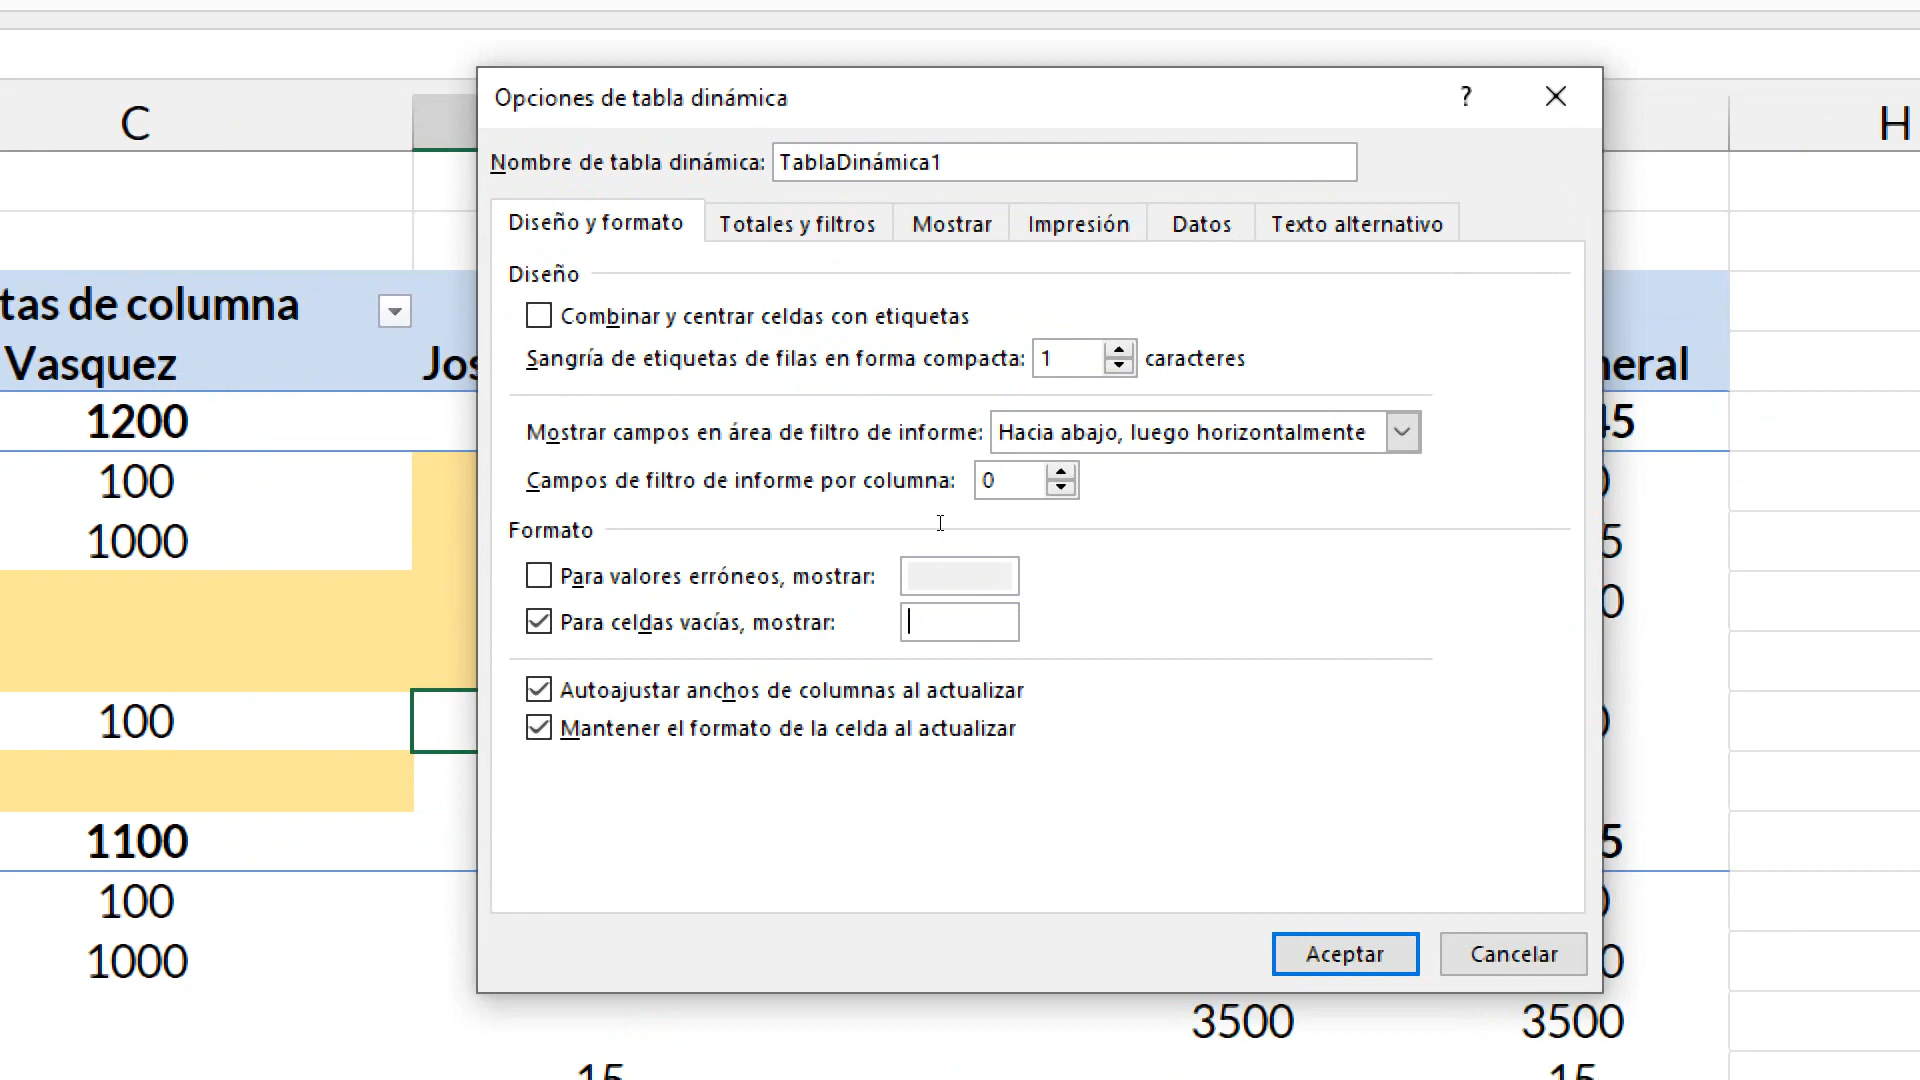 Opciones de tabla dinámica ?
C H
Nombre de tabla dinámica: TablaDinámica1
Diseño y formato Totales y filtros Mostrar Impresión Datos Texto alternativo
Diseño
tas de columna
Combinar y centrar celdas con etiquetas
Sangría de etiquetas de filas en forma compacta: 1 caracteres
Vasquez Jos neral
1200 45
Mostrar campos en área de filtro de informe: Hacia abajo, luego horizontalmente
100 Campos de filtro de informe por columna: 0
Formato
1000 5
Para valores erróneos, mostrar:
0
Para celdas vacías, mostrar:
Autoajustar anchos de columnas al actualizar
100
Mantener el formato de la celda al actualizar
1100 5
100
Aceptar Cancelar
1000 0
3500 3500
15 15